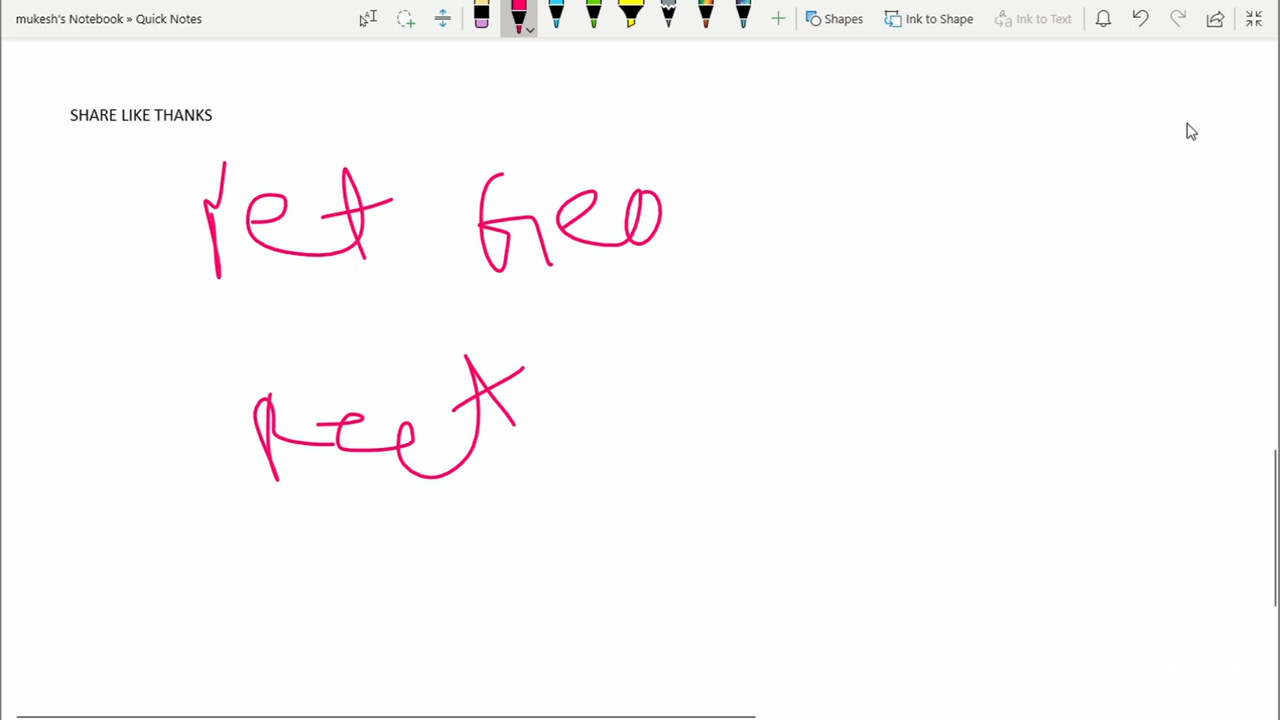 mukesh's Notebook » Quick Notes Shapes Ink to Shape Ink to Text
SHARE LIKE THANKS
Geo